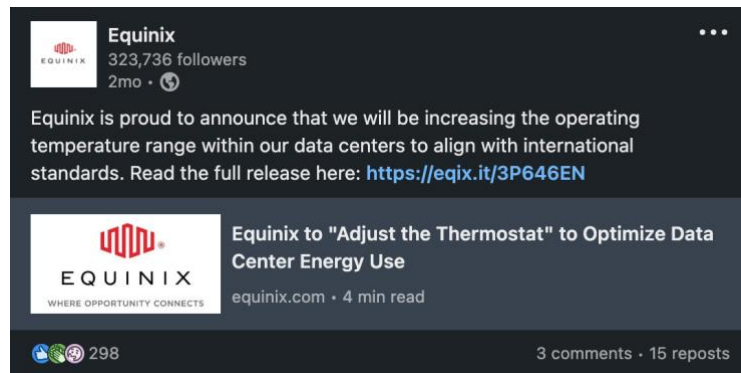 EQUINIX
Equinix
323,736 followers
2mo •
Equinix is proud to announce that we will be increasing the operating
temperature range within our data centers to align with international
standards. Read the full release here: https://eqix.it/3P646EN
EQUINIX
WHERE OPPORTUNITY CONNECTS
Equinix to "Adjust the Thermostat" to Optimize Data
Center Energy Use
equinix.com • 4 min read
298
3 comments • 15 reposts